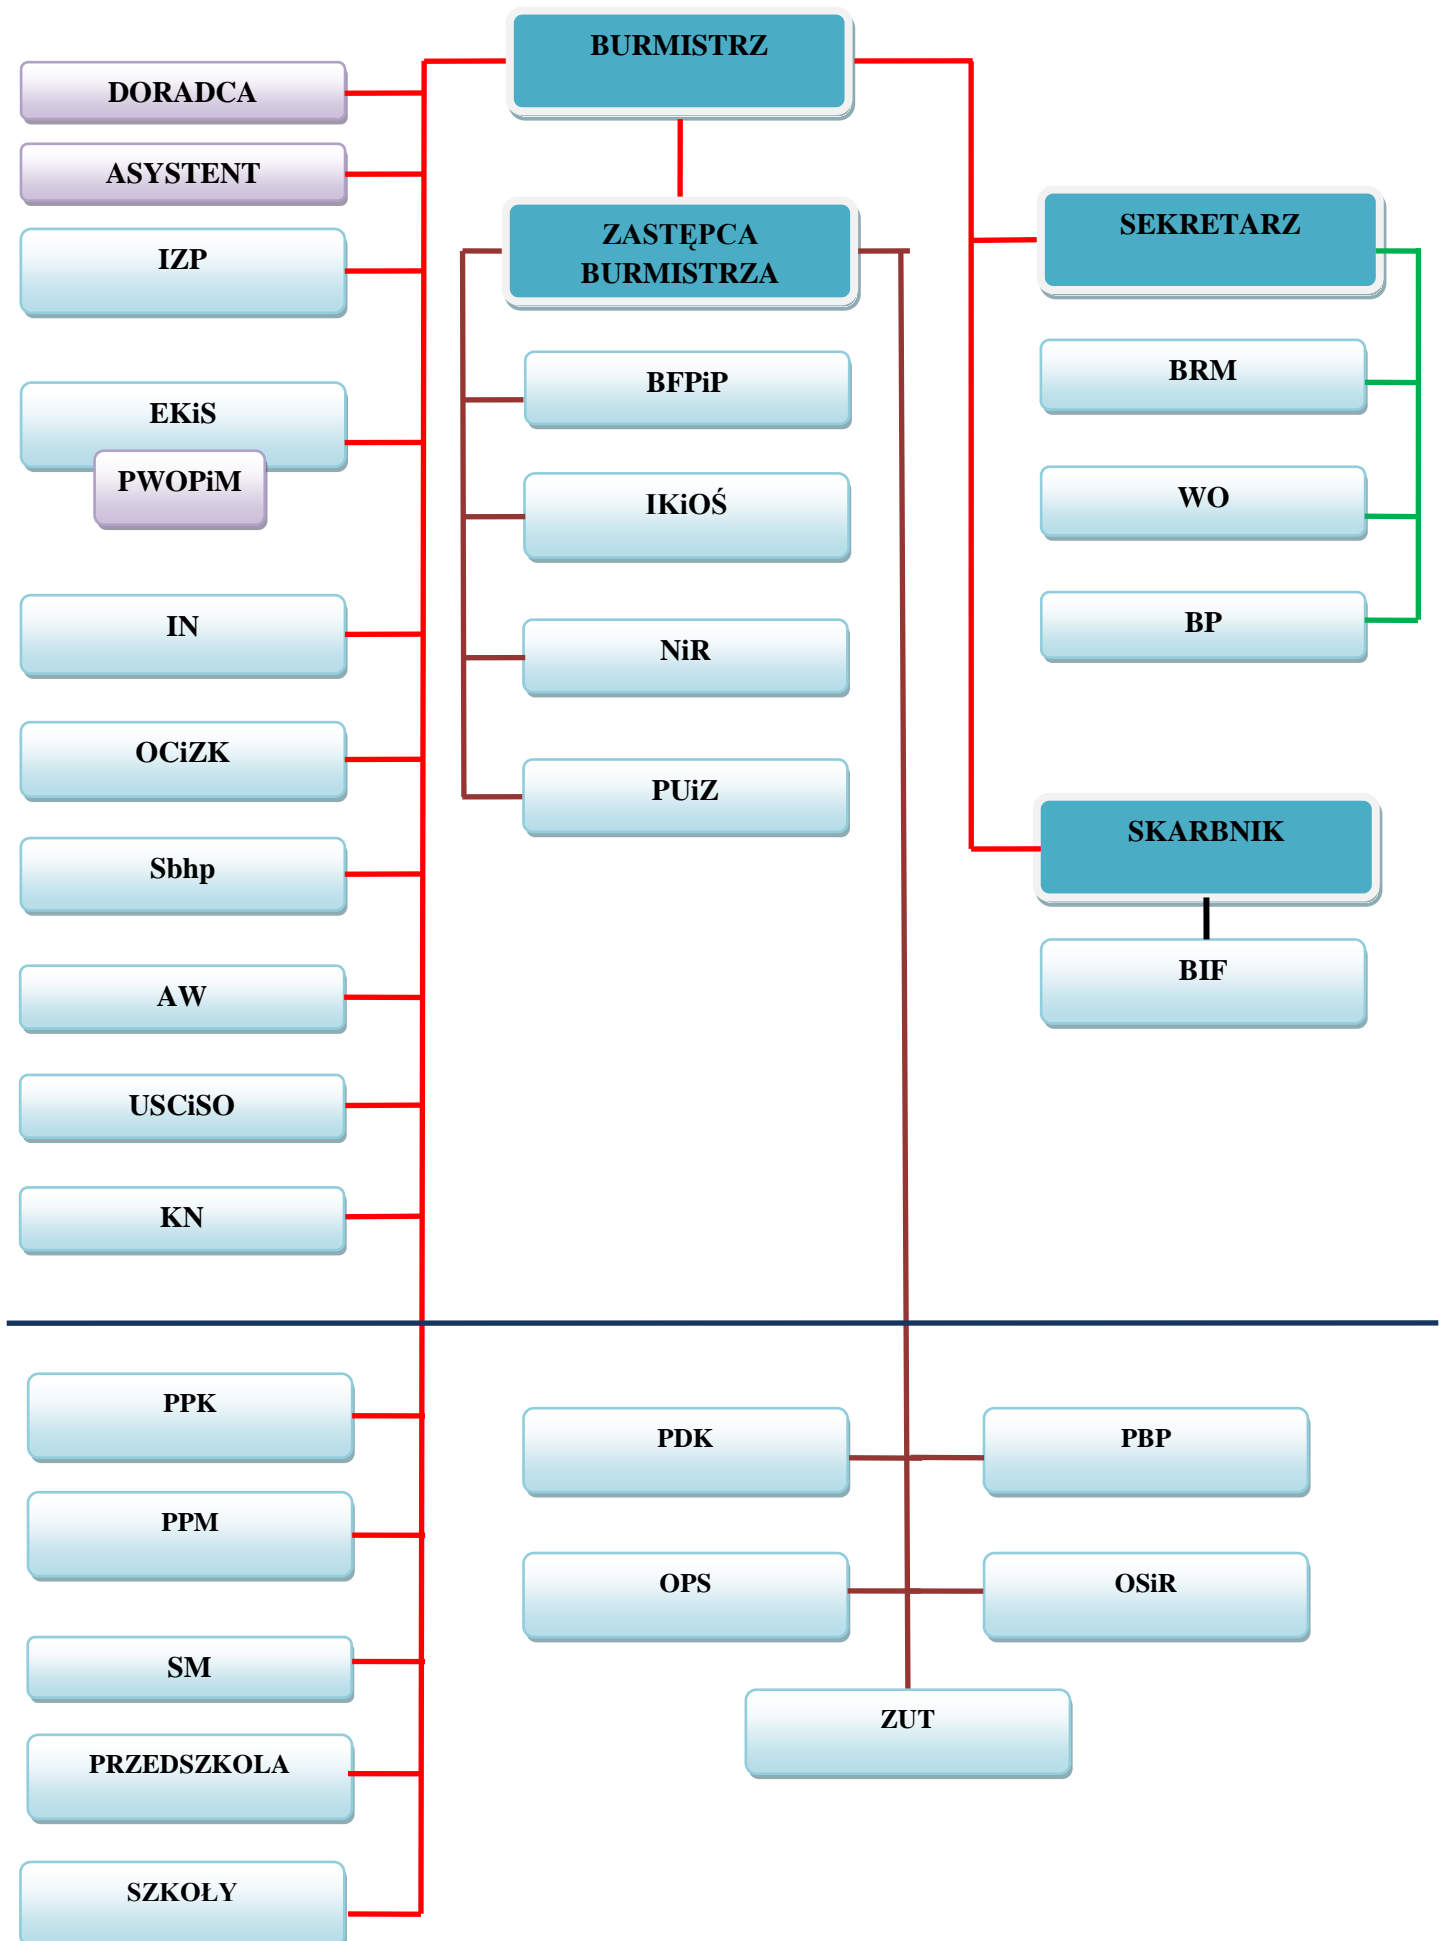 BURMISTRZ
DORADCA
ASYSTENT
IZP
EKiS
PWOPiM
IN
OCiZK
Sbhp
AW
USCiSO
KN
ZASTĘPCA
BURMISTRZA
BFPiP
IKiOŚ
NiR
PUiZ
SEKRETARZ
BRM
WO
BP
SKARBNIK
BIF
PPK
PPM
SM
PRZEDSZKOLA
SZKOŁY
PDK
PBP
OPS
OSiR
ZUT